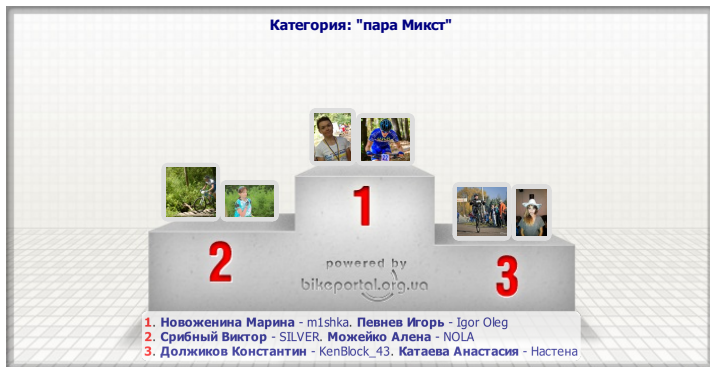 Категория: "пара Микст"
1
2
3
powered by
bikeportal.org.ua
1. Новоженина Марина - m1shka. Певнев Игорь - Igor Oleg
2. Срибный Виктор - SILVER. Можейко Алена - NOLA
3. Должиков Константин - KenBlock_43. Катаева Анастасия - Настена